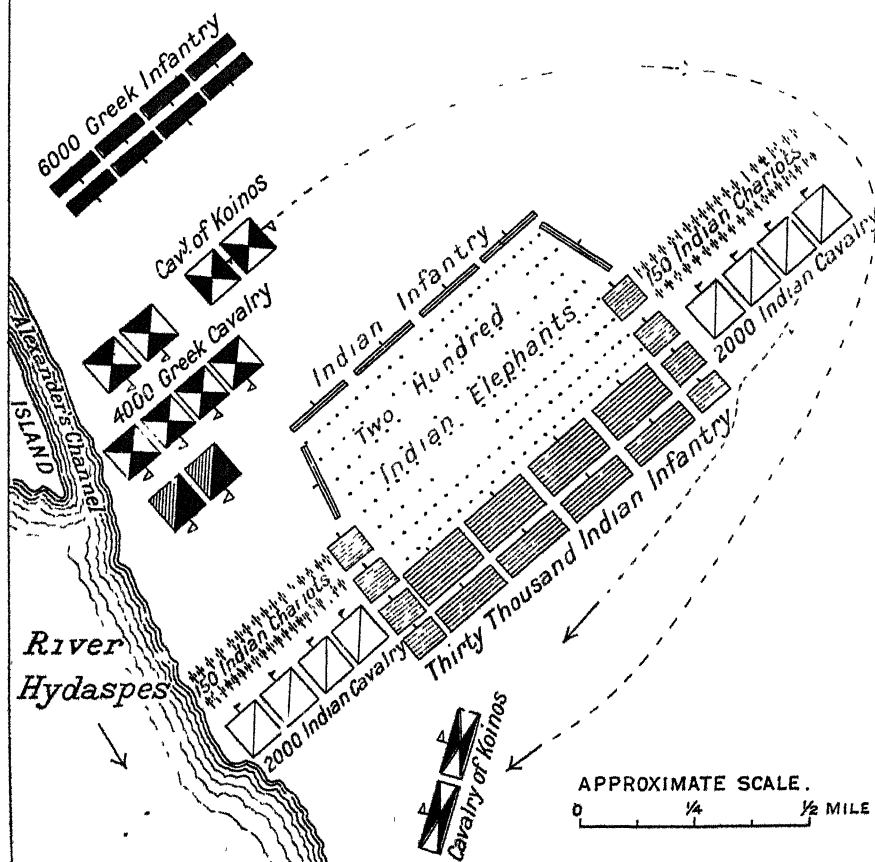 6000 Greek Infantry
Cavy. of Koinos
4000 Greek Cavalry
Alexander's Channel
ISLAND
Indian Infantry
Two Hundred
Indian Elephants
150 Indian Chariots
2000 Indian Cavalry
Thirty Thousand Indian Infantry
150 Indian Chariots
2000 Indian Cavalry
River
Hydaspes
Cavalry of Koinos
APPROXIMATE SCALE.
0 ¼ ½ MILE